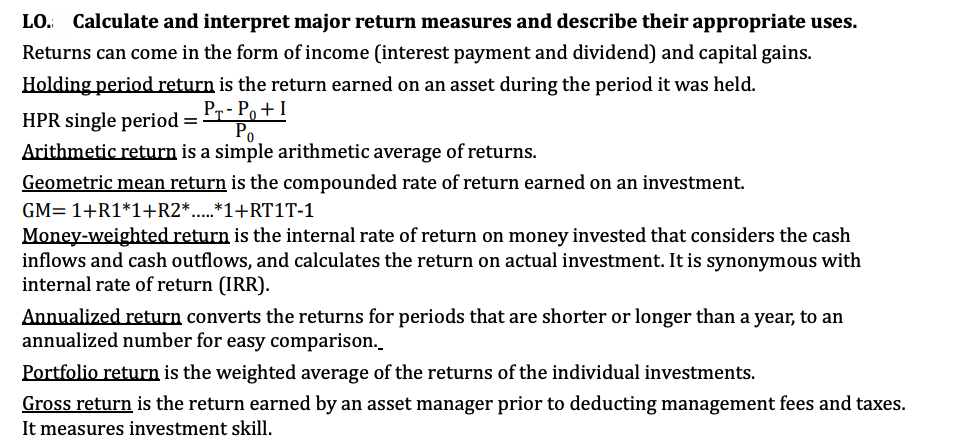 LO.: Calculate and interpret major return measures and describe their appropriate uses.
Returns can come in the form of income (interest payment and dividend) and capital gains.
Holding period return is the return earned on an asset during the period it was held.
HPR single period = (P_T - P_0 + I) / P_0
Arithmetic return is a simple arithmetic average of returns.
Geometric mean return is the compounded rate of return earned on an investment.
GM= 1+R1*1+R2*.....*1+RT1T-1
Money-weighted return is the internal rate of return on money invested that considers the cash
inflows and cash outflows, and calculates the return on actual investment. It is synonymous with
internal rate of return (IRR).
Annualized return converts the returns for periods that are shorter or longer than a year, to an
annualized number for easy comparison.
Portfolio return is the weighted average of the returns of the individual investments.
Gross return is the return earned by an asset manager prior to deducting management fees and taxes.
It measures investment skill.